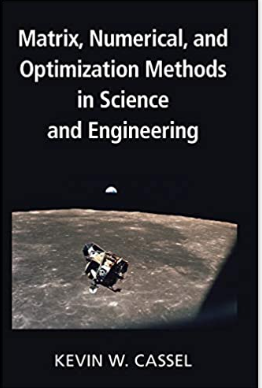 Matrix, Numerical, and
Optimization Methods
in Science
and Engineering
KEVIN W. CASSEL